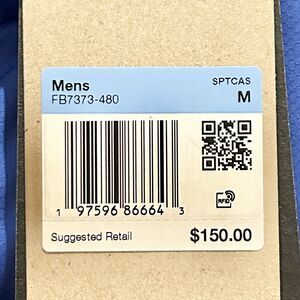 Mens SPTCAS
FB7373-480 M
RFID
1 97596 86664 3
Suggested Retail $150.00